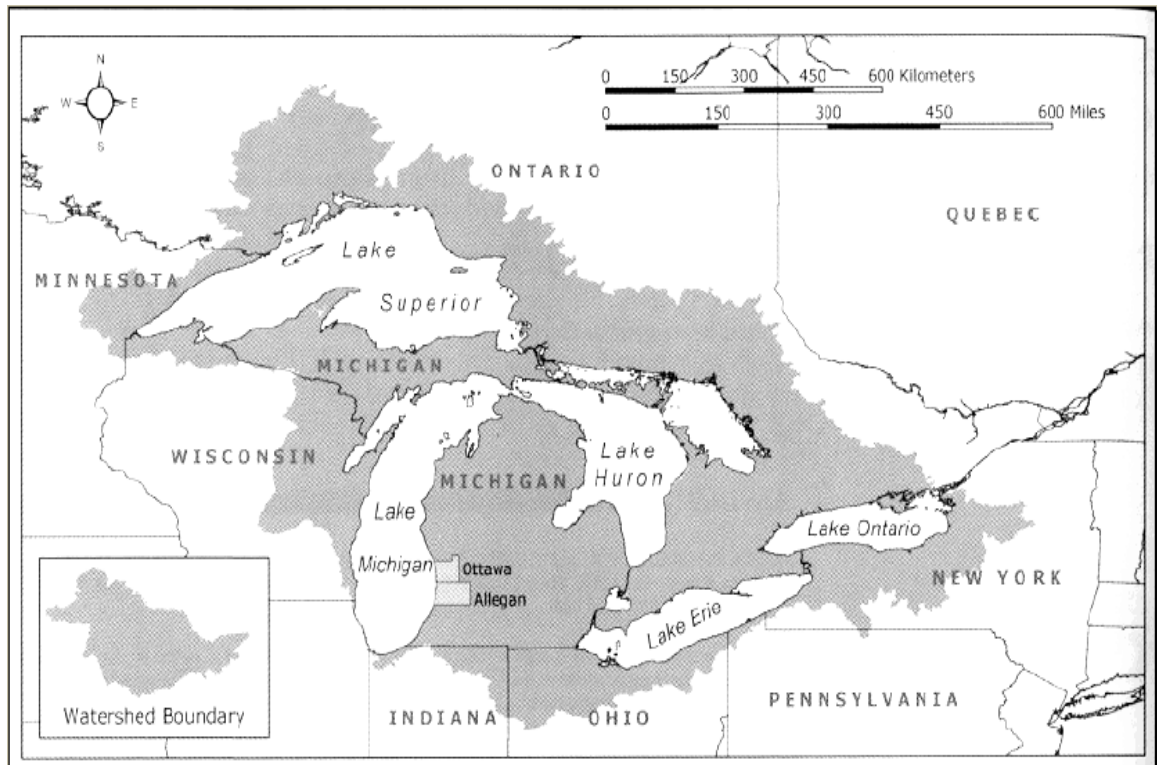 N
W E
S
0 150 300 450 600 Kilometers
0 150 300 450 600 Miles
ONTARIO
QUEBEC
Lake
Superior
MINNESOTA
MICHIGAN
WISCONSIN
MICHIGAN
Lake
Huron
Lake
Michigan
Lake Ontario
Ottawa
Allegan
NEW YORK
Lake Erie
PENNSYLVANIA
INDIANA
OHIO
Watershed Boundary